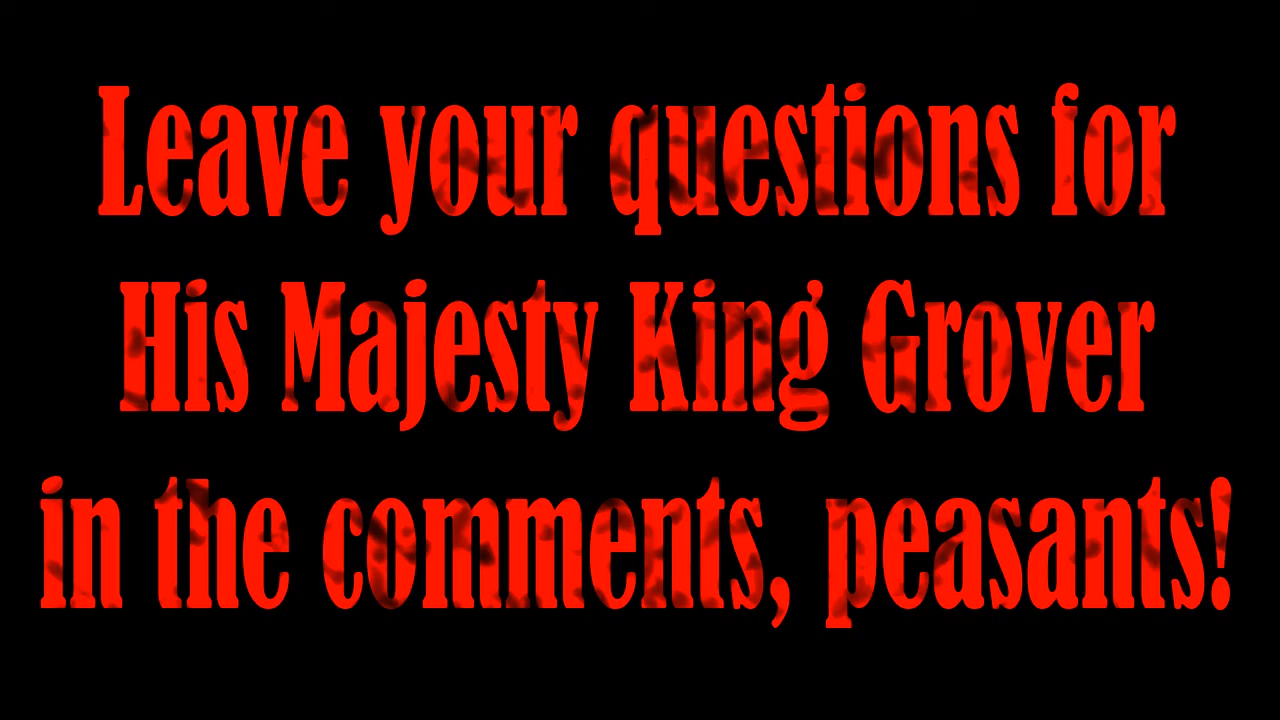 Leave your questions for
His Majesty King Grover
in the comments, peasants!